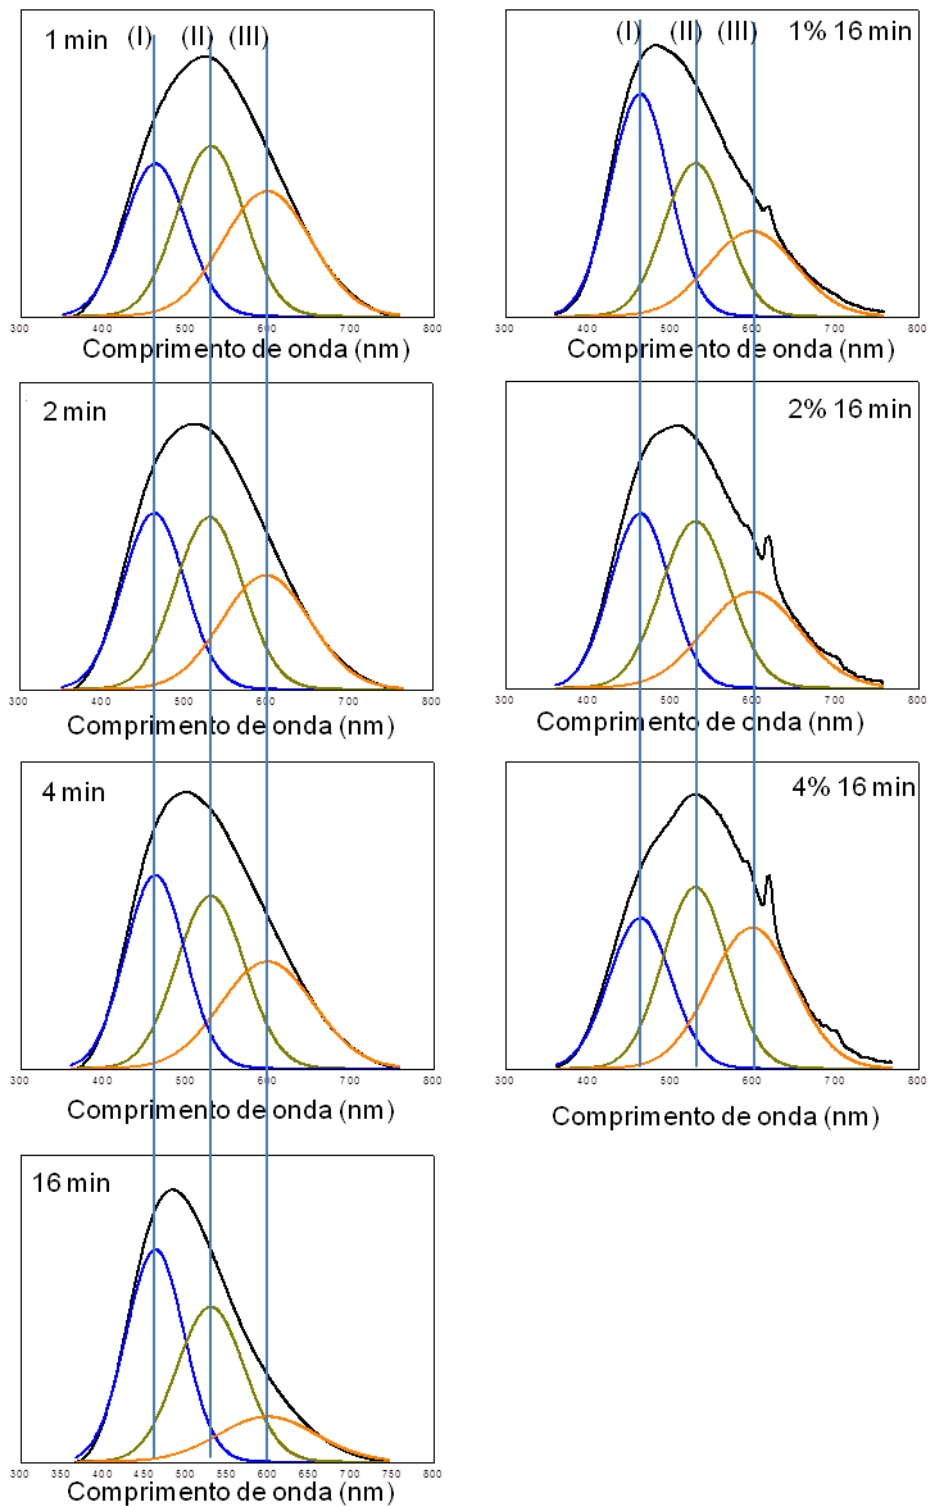 1 min (I) (II) (III)
300 400 500 600 700 800
Comprimento de onda (nm)
(I) (II) (III) 1% 16 min
300 400 500 600 700 800
Comprimento de onda (nm)
2 min
300 400 500 600 700 800
Comprimento de onda (nm)
2% 16 min
300 400 500 600 700 800
Comprimento de onda (nm)
4 min
300 400 500 600 700 800
Comprimento de onda (nm)
4% 16 min
300 400 500 600 700 800
Comprimento de onda (nm)
16 min
300 350 400 450 500 550 600 650 700 750 800
Comprimento de onda (nm)